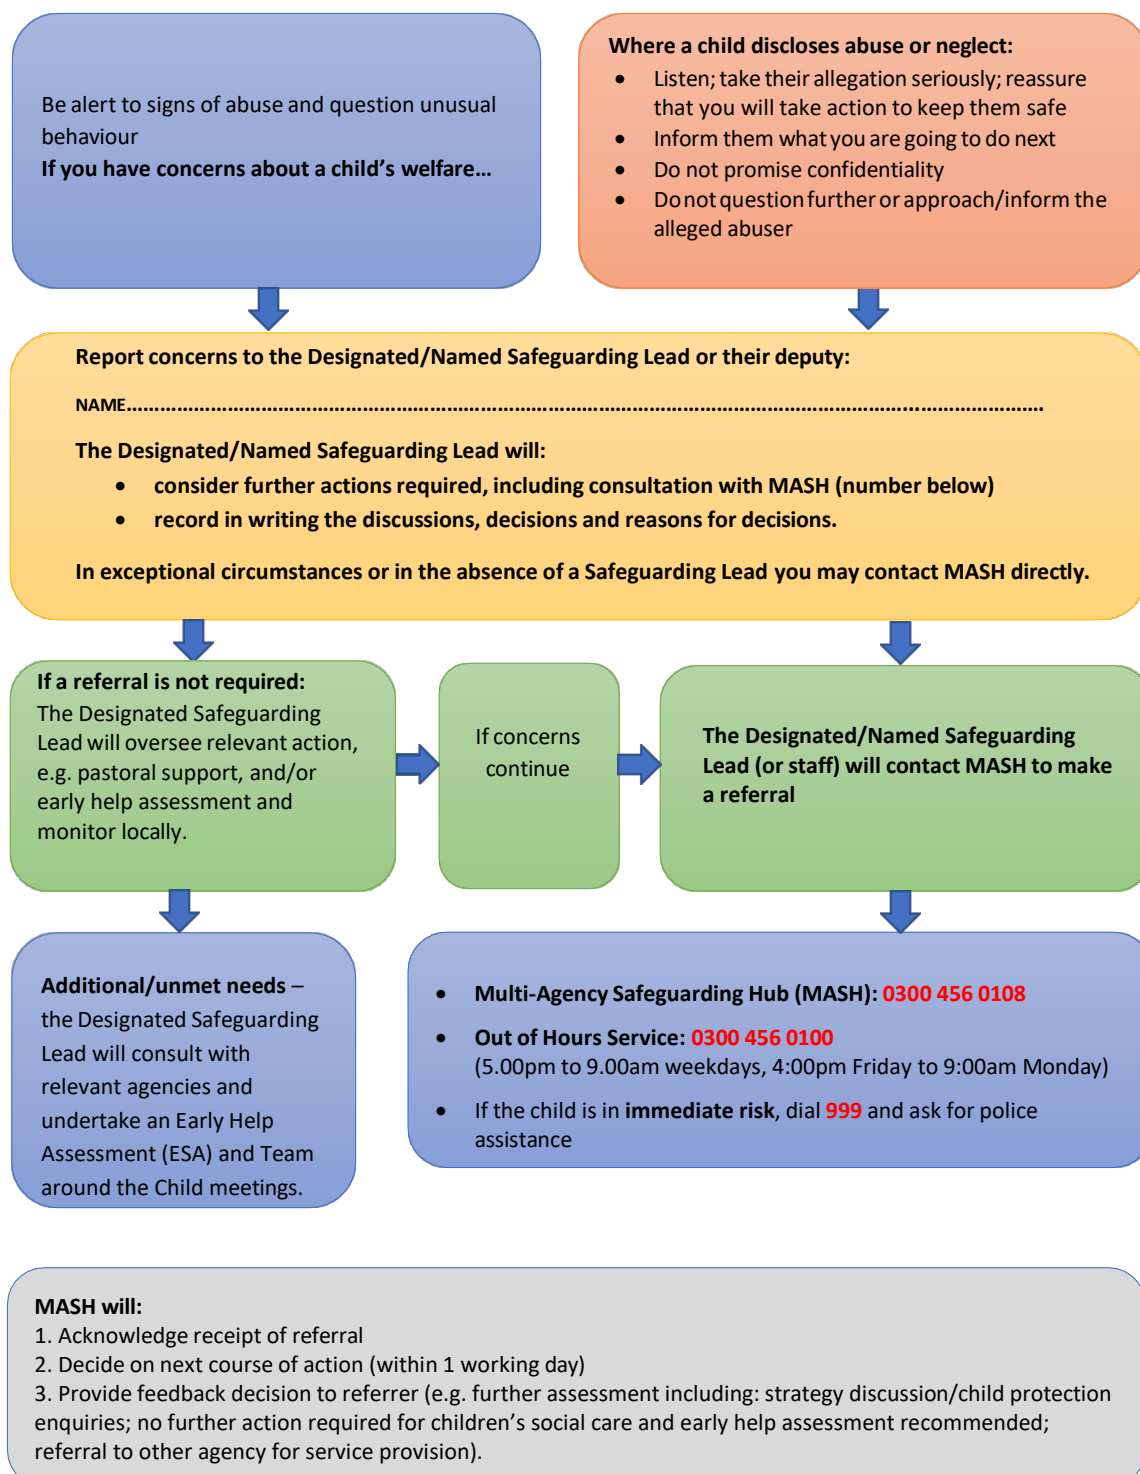 Be alert to signs of abuse and question unusual
behaviour
If you have concerns about a child's welfare…
Where a child discloses abuse or neglect:
• Listen; take their allegation seriously; reassure
that you will take action to keep them safe
• Inform them what you are going to do next
• Do not promise confidentiality
• Do not question further or approach/inform the
alleged abuser
Report concerns to the Designated/Named Safeguarding Lead or their deputy:
NAME………………………………………………………………………………………………………………………………………………….
The Designated/Named Safeguarding Lead will:
• consider further actions required, including consultation with MASH (number below)
• record in writing the discussions, decisions and reasons for decisions.
In exceptional circumstances or in the absence of a Safeguarding Lead you may contact MASH directly.
If a referral is not required:
The Designated Safeguarding
Lead will oversee relevant action,
e.g. pastoral support, and/or
early help assessment and
monitor locally.
If concerns
continue
The Designated/Named Safeguarding
Lead (or staff) will contact MASH to make
a referral
Additional/unmet needs –
the Designated Safeguarding
Lead will consult with
relevant agencies and
undertake an Early Help
Assessment (ESA) and Team
around the Child meetings.
• Multi-Agency Safeguarding Hub (MASH): 0300 456 0108
• Out of Hours Service: 0300 456 0100
(5.00pm to 9.00am weekdays, 4:00pm Friday to 9:00am Monday)
• If the child is in immediate risk, dial 999 and ask for police
assistance
MASH will:
1. Acknowledge receipt of referral
2. Decide on next course of action (within 1 working day)
3. Provide feedback decision to referrer (e.g. further assessment including: strategy discussion/child protection
enquiries; no further action required for children's social care and early help assessment recommended;
referral to other agency for service provision).